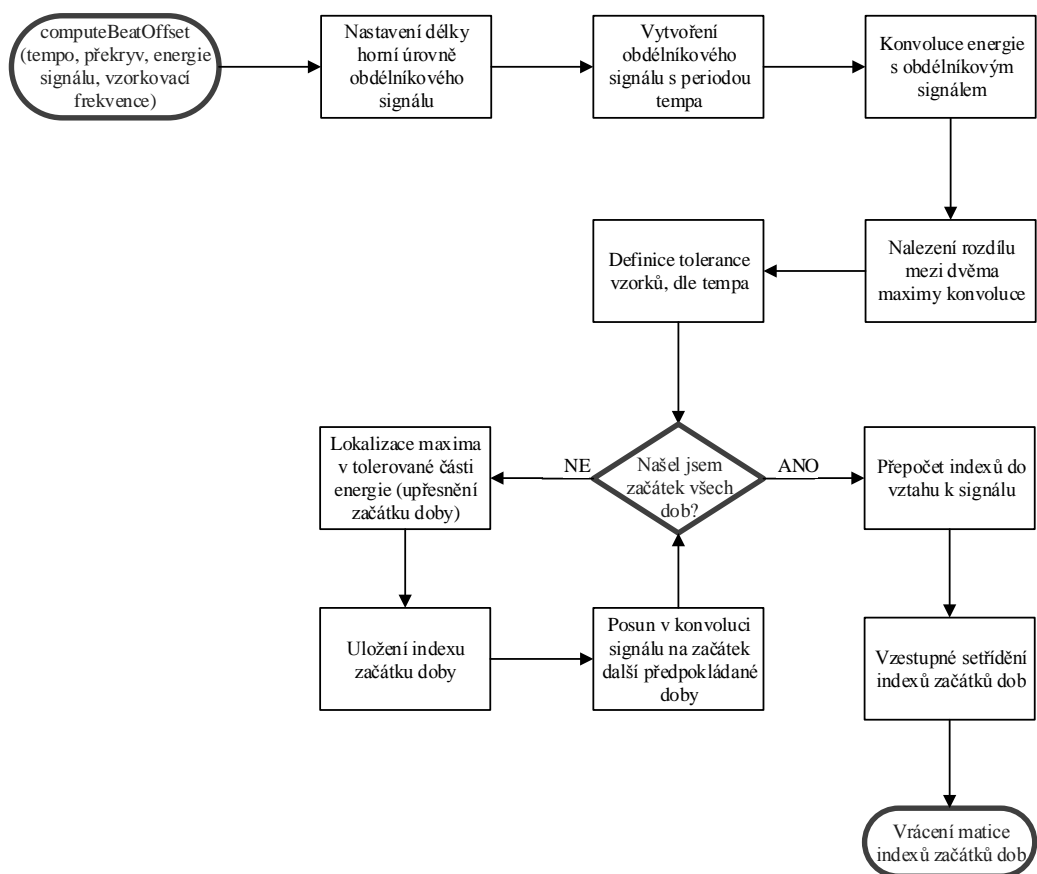 computeBeatOffset
(tempo, překryv, energie
signálu, vzorkovací
frekvence)
Nastavení délky
horní úrovně
obdélníkového
signálu
Vytvoření
obdélníkového
signálu s periodou
tempa
Konvoluce energie
s obdélníkovým
signálem
Nalezení rozdílu
mezi dvěma
maximy konvoluce
Definice tolerance
vzorků, dle tempa
Našel jsem
začátek všech
dob?
NE
ANO
Lokalizace maxima
v tolerované části
energie (upřesnění
začátku doby)
Uložení indexu
začátku doby
Posun v konvoluci
signálu na začátek
další předpokládané
doby
Přepočet indexů do
vztahu k signálu
Vzestupné setřídění
indexů začátků dob
Vrácení matice
indexů začátků dob